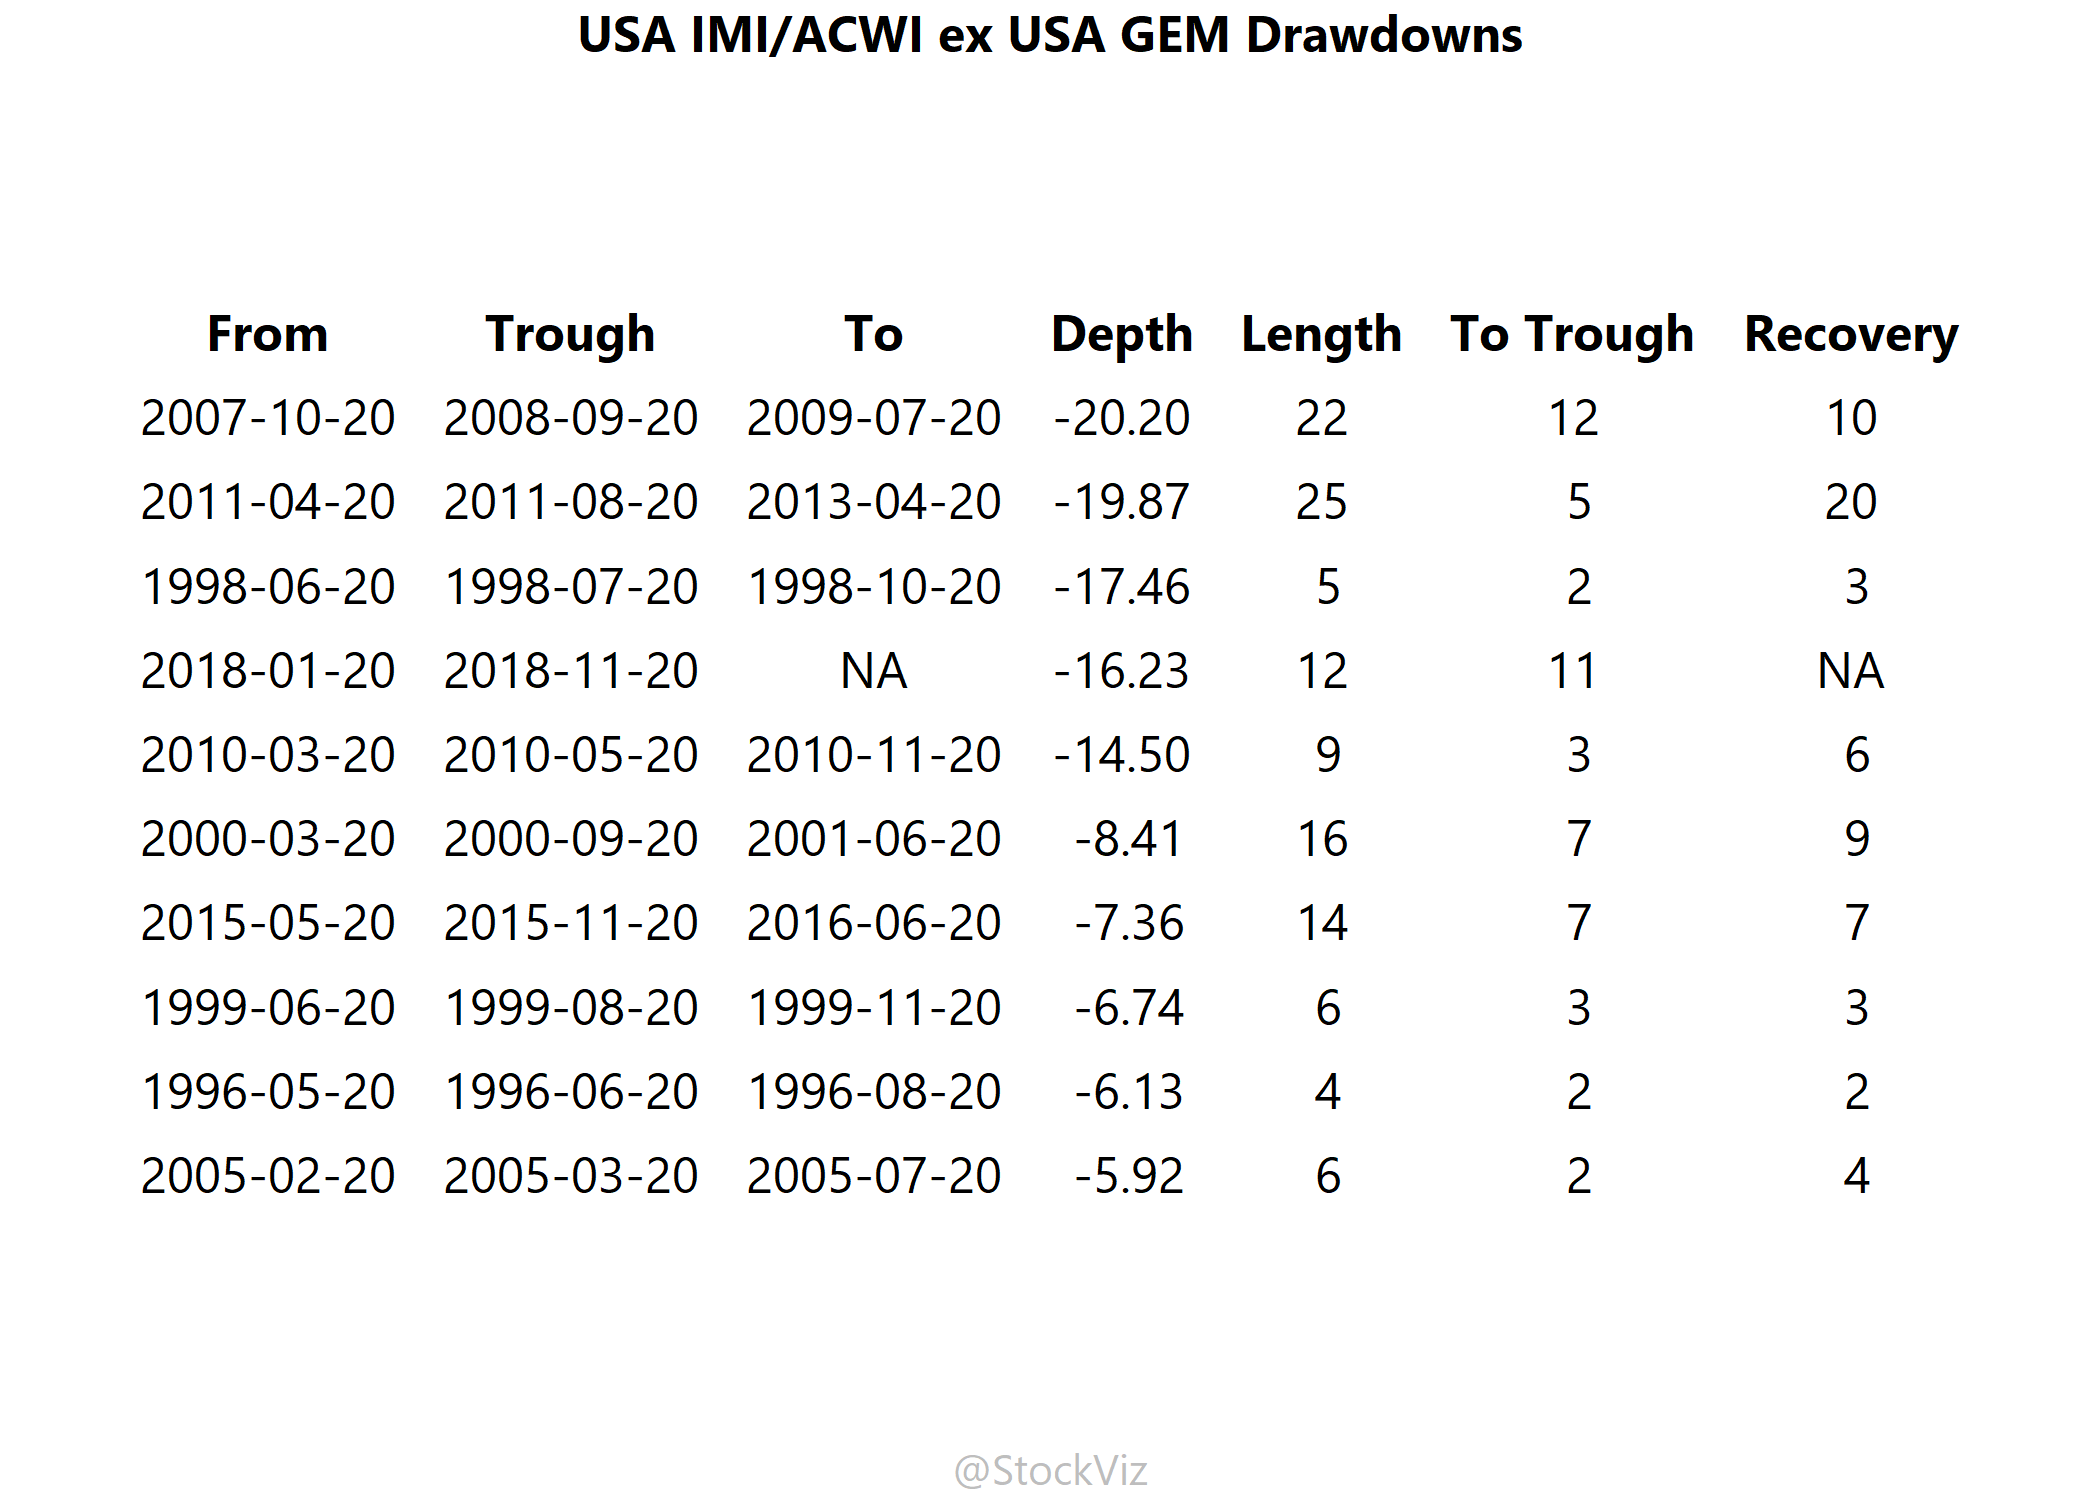 USA IMI/ACWI ex USA GEM Drawdowns
From Trough To Depth Length To Trough Recovery
2007-10-20 2008-09-20 2009-07-20 -20.20 22 12 10
2011-04-20 2011-08-20 2013-04-20 -19.87 25 5 20
1998-06-20 1998-07-20 1998-10-20 -17.46 5 2 3
2018-01-20 2018-11-20 NA -16.23 12 11 NA
2010-03-20 2010-05-20 2010-11-20 -14.50 9 3 6
2000-03-20 2000-09-20 2001-06-20 -8.41 16 7 9
2015-05-20 2015-11-20 2016-06-20 -7.36 14 7 7
1999-06-20 1999-08-20 1999-11-20 -6.74 6 3 3
1996-05-20 1996-06-20 1996-08-20 -6.13 4 2 2
2005-02-20 2005-03-20 2005-07-20 -5.92 6 2 4
@StockViz